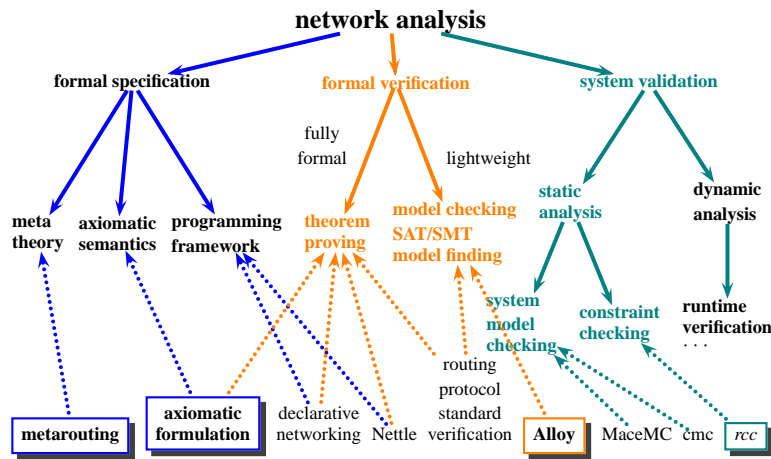 network analysis
formal specification
formal verification
system validation
fully
formal
lightweight
meta
theory
axiomatic
semantics
programming
framework
theorem
proving
model checking
SAT/SMT
model finding
static
analysis
dynamic
analysis
system
model
checking
constraint
checking
runtime
verification
. . .
metarouting
axiomatic
formulation
declarative
networking
Nettle
routing
protocol
standard
verification
Alloy
MaceMC
cmc
rcc